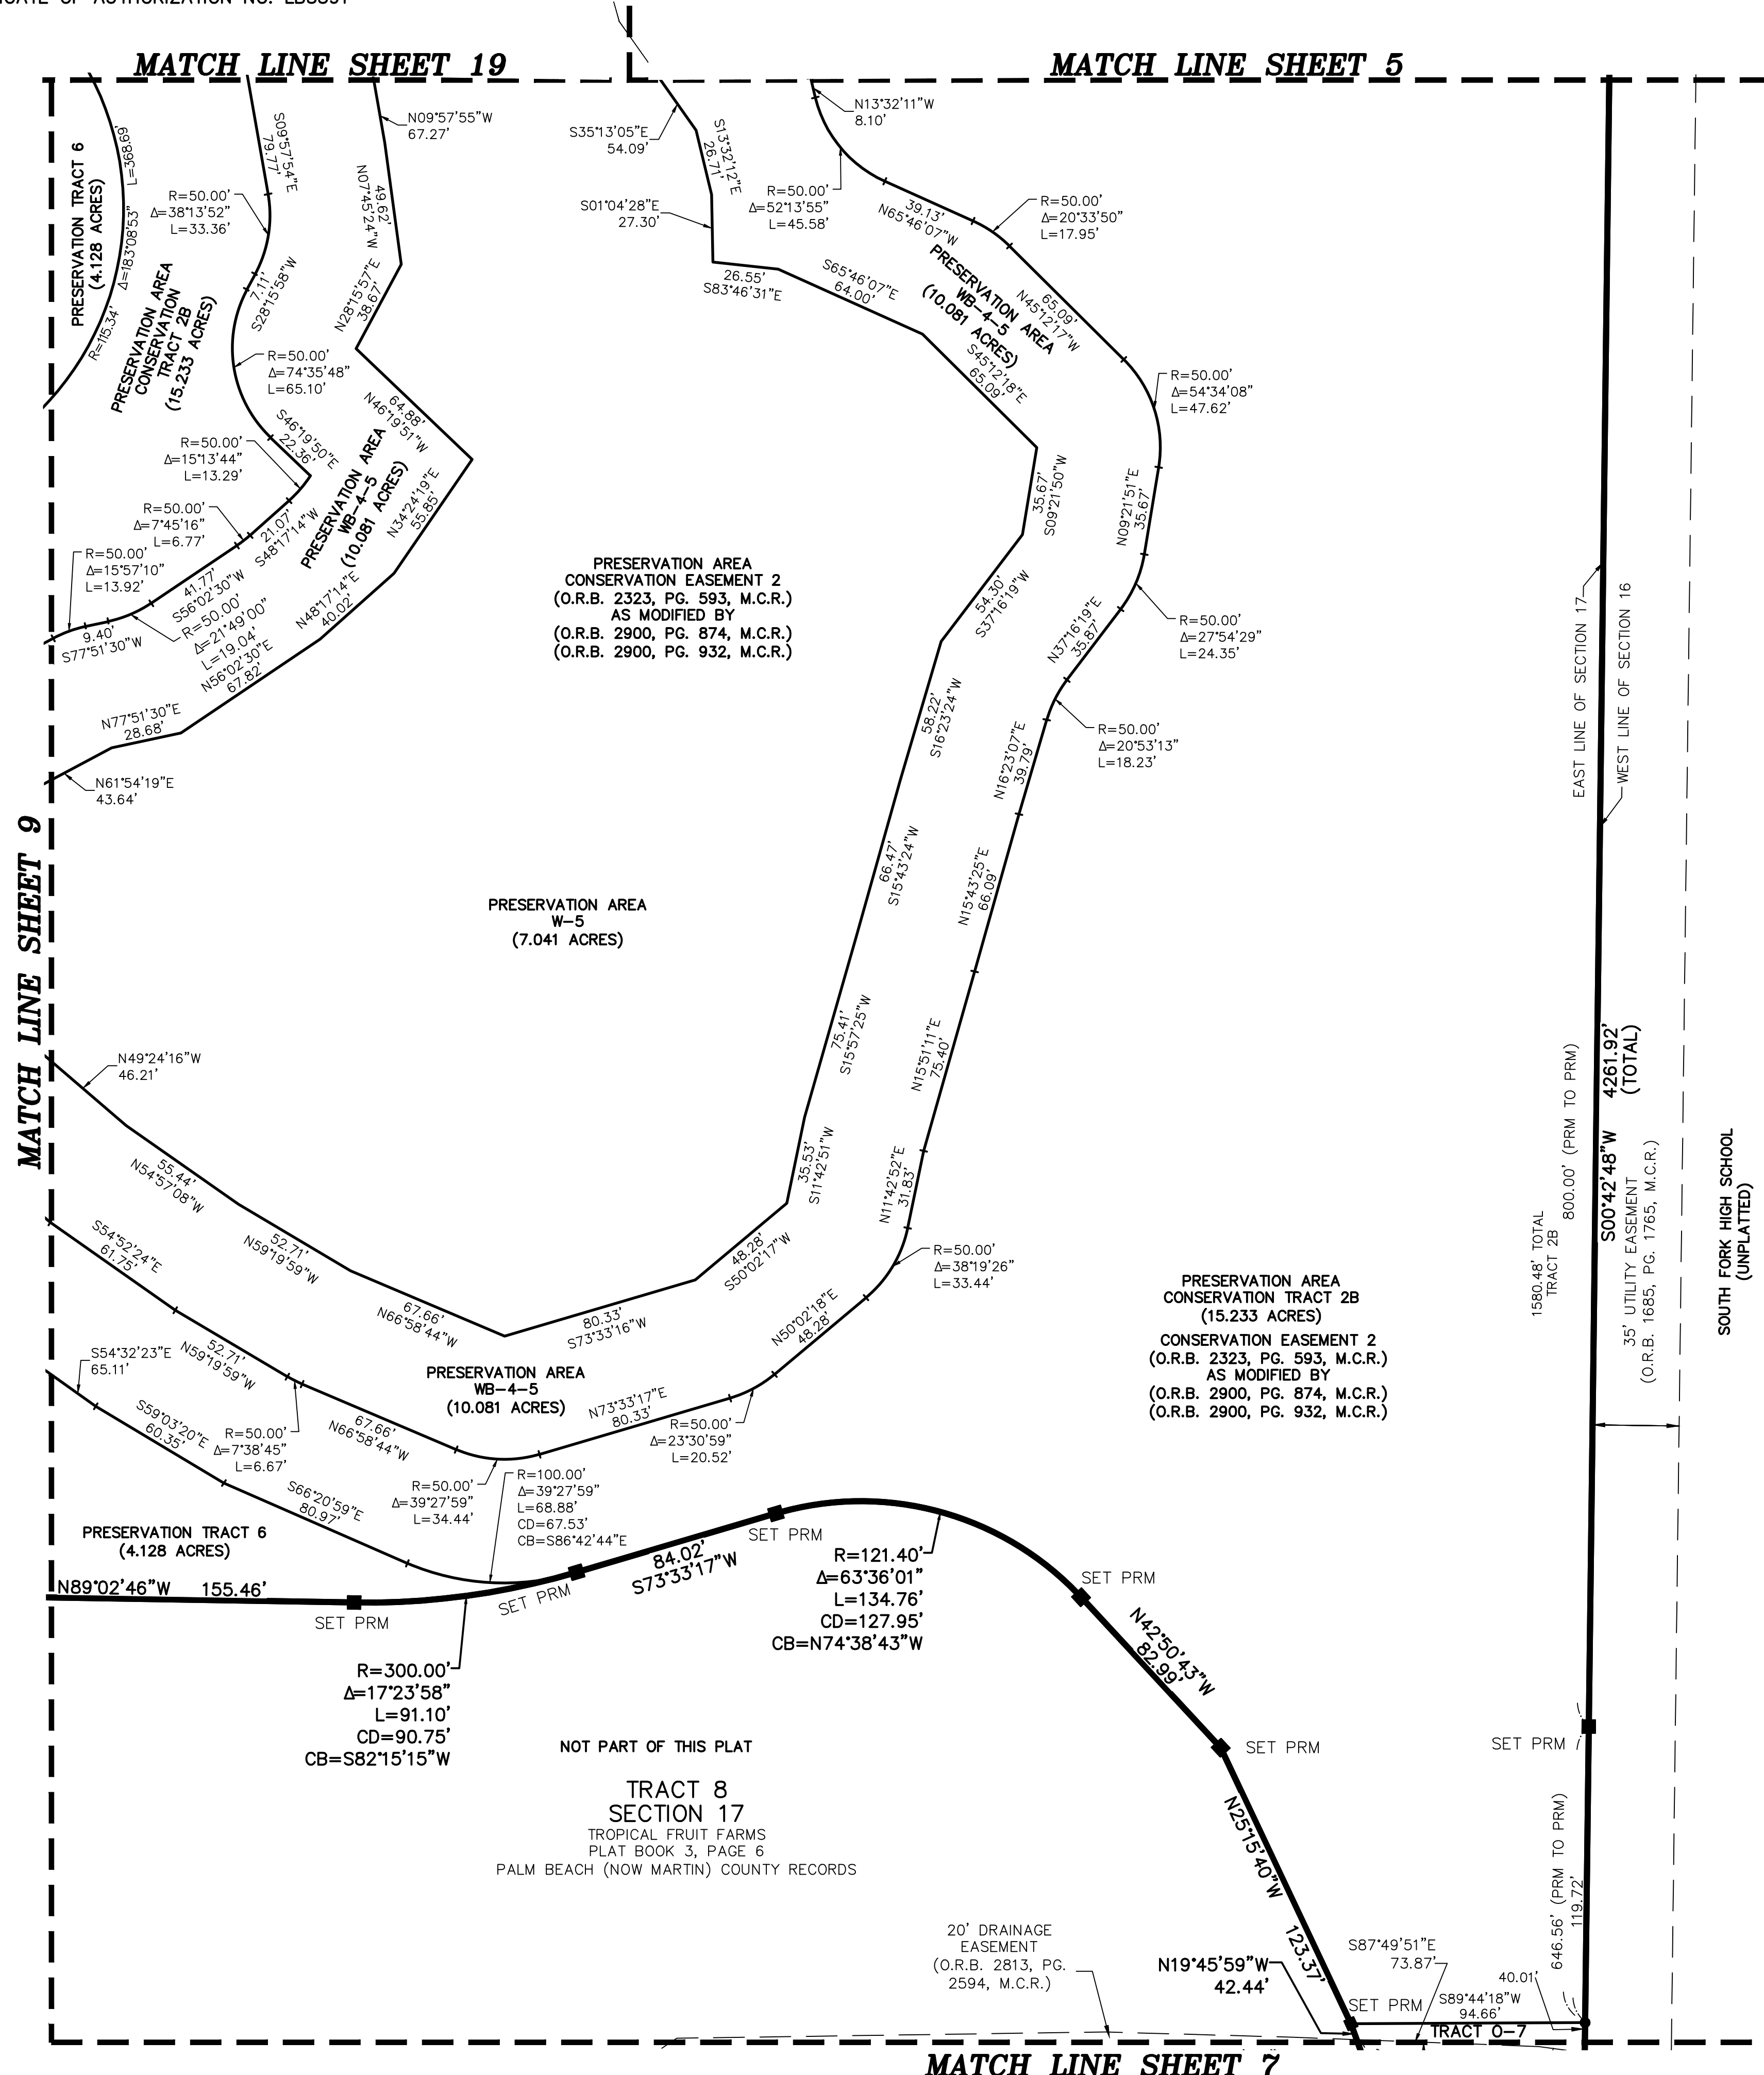 MATCH LINE SHEET 19
MATCH LINE SHEET 5
PRESERVATION TRACT 6
(4.128 ACRES)
L=368.69'
Δ=183°08'53"
R=115.34'
S09°57'54"E
79.77'
N09°57'55"W
67.27'
R=50.00'
Δ=38°13'52"
L=33.36'
49.62'
N07°45'24"W
PRESERVATION AREA
CONSERVATION
TRACT 2B
(15.233 ACRES)
7.11'
S28°15'58"W
N28°15'57"E
38.67'
R=50.00'
Δ=74°35'48"
L=65.10'
S46°19'50"E
22.36'
64.88'
N46°19'51"W
R=50.00'
Δ=15°13'44"
L=13.29'
PRESERVATION AREA
WB-4-5
(10.081 ACRES)
N34°24'19"E
55.85'
R=50.00'
Δ=7°45'16"
L=6.77'
21.07'
S48°17'14"W
R=50.00'
Δ=15°57'10"
L=13.92'
41.77'
S56°02'30"W
R=50.00'
Δ=21°49'00"
L=19.04'
N48°17'14"E
40.02'
9.40'
S77°51'30"W
N56°02'30"E
67.82'
N77°51'30"E
28.68'
N61°54'19"E
43.64'
S35°13'05"E
54.09'
S13°32'12"E
26.71'
N13°32'11"W
8.10'
S01°04'28"E
27.30'
R=50.00'
Δ=52°13'55"
L=45.58'
39.13'
N65°46'07"W
R=50.00'
Δ=20°33'50"
L=17.95'
26.55'
S83°46'31"E
S65°46'07"E
64.00'
PRESERVATION AREA
WB-4-5
(10.081 ACRES)
65.09'
N45°12'17"W
S45°12'18"E
65.09'
R=50.00'
Δ=54°34'08"
L=47.62'
35.67'
S09°21'50"W
N09°21'51"E
35.67'
54.30'
S37°16'19"W
N37°16'19"E
35.87'
R=50.00'
Δ=27°54'29"
L=24.35'
58.22'
S16°23'24"W
N16°23'07"E
39.79'
R=50.00'
Δ=20°53'13"
L=18.23'
PRESERVATION AREA
CONSERVATION EASEMENT 2
(O.R.B. 2323, PG. 593, M.C.R.)
AS MODIFIED BY
(O.R.B. 2900, PG. 874, M.C.R.)
(O.R.B. 2900, PG. 932, M.C.R.)
EAST LINE OF SECTION 17
WEST LINE OF SECTION 16
MATCH LINE SHEET 9
PRESERVATION AREA
W-5
(7.041 ACRES)
66.47'
S15°43'24"W
N15°43'25"E
66.09'
75.41'
S15°57'25"W
N15°51'11"E
75.40'
35.53'
S11°42'51"W
N11°42'52"E
31.83'
N49°24'16"W
46.21'
55.44'
N54°57'08"W
52.71'
N59°19'59"W
67.66'
N66°58'44"W
80.33'
S73°33'16"W
48.28'
S50°02'17"W
N50°02'18"E
48.28'
R=50.00'
Δ=38°19'26"
L=33.44'
S54°52'24"E
61.75'
52.71'
N59°19'59"W
S54°32'23"E
65.11'
S59°03'20"E
60.35'
R=50.00'
Δ=7°38'45"
L=6.67'
67.66'
N66°58'44"W
PRESERVATION AREA
WB-4-5
(10.081 ACRES)
N73°33'17"E
80.33'
R=50.00'
Δ=23°30'59"
L=20.52'
S66°20'59"E
80.97'
R=50.00'
Δ=39°27'59"
L=34.44'
R=100.00'
Δ=39°27'59"
L=68.88'
CD=67.53'
CB=S86°42'44"E
PRESERVATION AREA
CONSERVATION TRACT 2B
(15.233 ACRES)
CONSERVATION EASEMENT 2
(O.R.B. 2323, PG. 593, M.C.R.)
AS MODIFIED BY
(O.R.B. 2900, PG. 874, M.C.R.)
(O.R.B. 2900, PG. 932, M.C.R.)
1580.48' TOTAL
TRACT 2B
800.00' (PRM TO PRM)
S00°42'48"W 4261.92'
(TOTAL)
35' UTILITY EASEMENT
(O.R.B. 1685, PG. 1765, M.C.R.)
SOUTH FORK HIGH SCHOOL
(UNPLATTED)
PRESERVATION TRACT 6
(4.128 ACRES)
N89°02'46"W 155.46'
SET PRM
SET PRM
84.02'
S73°33'17"W
SET PRM
R=121.40'
Δ=63°36'01"
L=134.76'
CD=127.95'
CB=N74°38'43"W
SET PRM
N42°50'43"W
82.99'
R=300.00'
Δ=17°23'58"
L=91.10'
CD=90.75'
CB=S82°15'15"W
NOT PART OF THIS PLAT
TRACT 8
SECTION 17
TROPICAL FRUIT FARMS
PLAT BOOK 3, PAGE 6
PALM BEACH (NOW MARTIN) COUNTY RECORDS
SET PRM
SET PRM
N25°15'40"W
123.37'
646.56' (PRM TO PRM)
119.72'
20' DRAINAGE
EASEMENT
(O.R.B. 2813, PG.
2594, M.C.R.)
N19°45'59"W
42.44'
S87°49'51"E
73.87'
40.01'
SET PRM
S89°44'18"W
94.66'
TRACT O-7
MATCH LINE SHEET 7